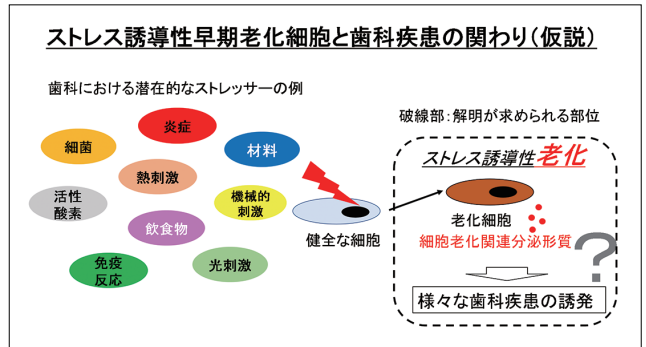 ストレス誘導性早期老化細胞と歯科疾患の関わり(仮説)
歯科における潜在的なストレッサーの例
細菌
炎症
材料
熱刺激
活性
酸素
機械的
刺激
飲食物
免疫
反応
光刺激
健全な細胞
破線部:解明が求められる部位
ストレス誘導性老化
老化細胞
細胞老化関連分泌形質
?
様々な歯科疾患の誘発